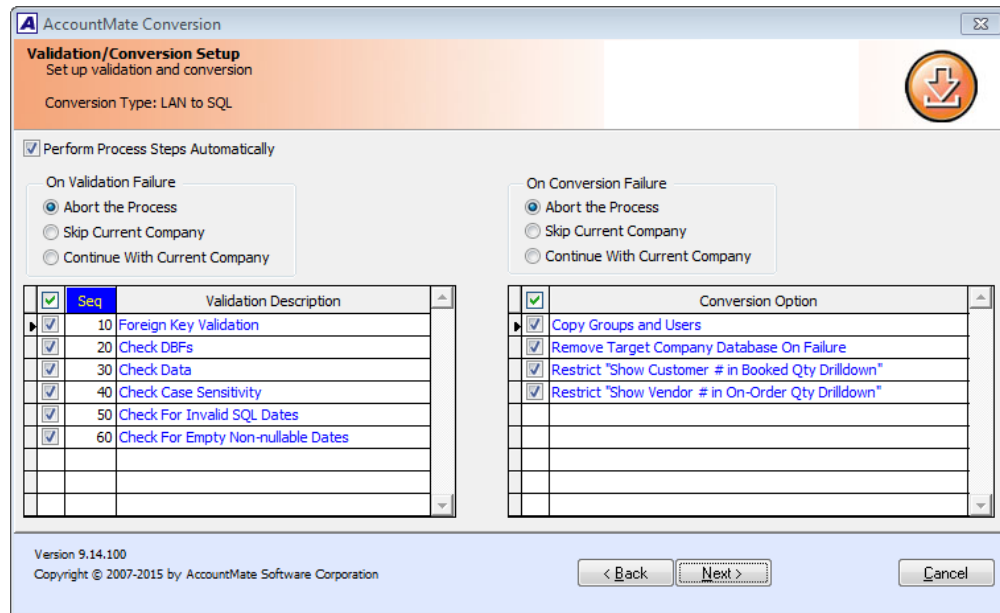 AccountMate Conversion
Validation/Conversion Setup
Set up validation and conversion
Conversion Type: LAN to SQL
Perform Process Steps Automatically
On Validation Failure
Abort the Process
Skip Current Company
Continue With Current Company
On Conversion Failure
Abort the Process
Skip Current Company
Continue With Current Company
Seq Validation Description
10 Foreign Key Validation
20 Check DBFs
30 Check Data
40 Check Case Sensitivity
50 Check For Invalid SQL Dates
60 Check For Empty Non-nullable Dates
Conversion Option
Copy Groups and Users
Remove Target Company Database On Failure
Restrict "Show Customer # in Booked Qty Drilldown"
Restrict "Show Vendor # in On-Order Qty Drilldown"
Version 9.14.100
Copyright © 2007-2015 by AccountMate Software Corporation
< Back Next > Cancel